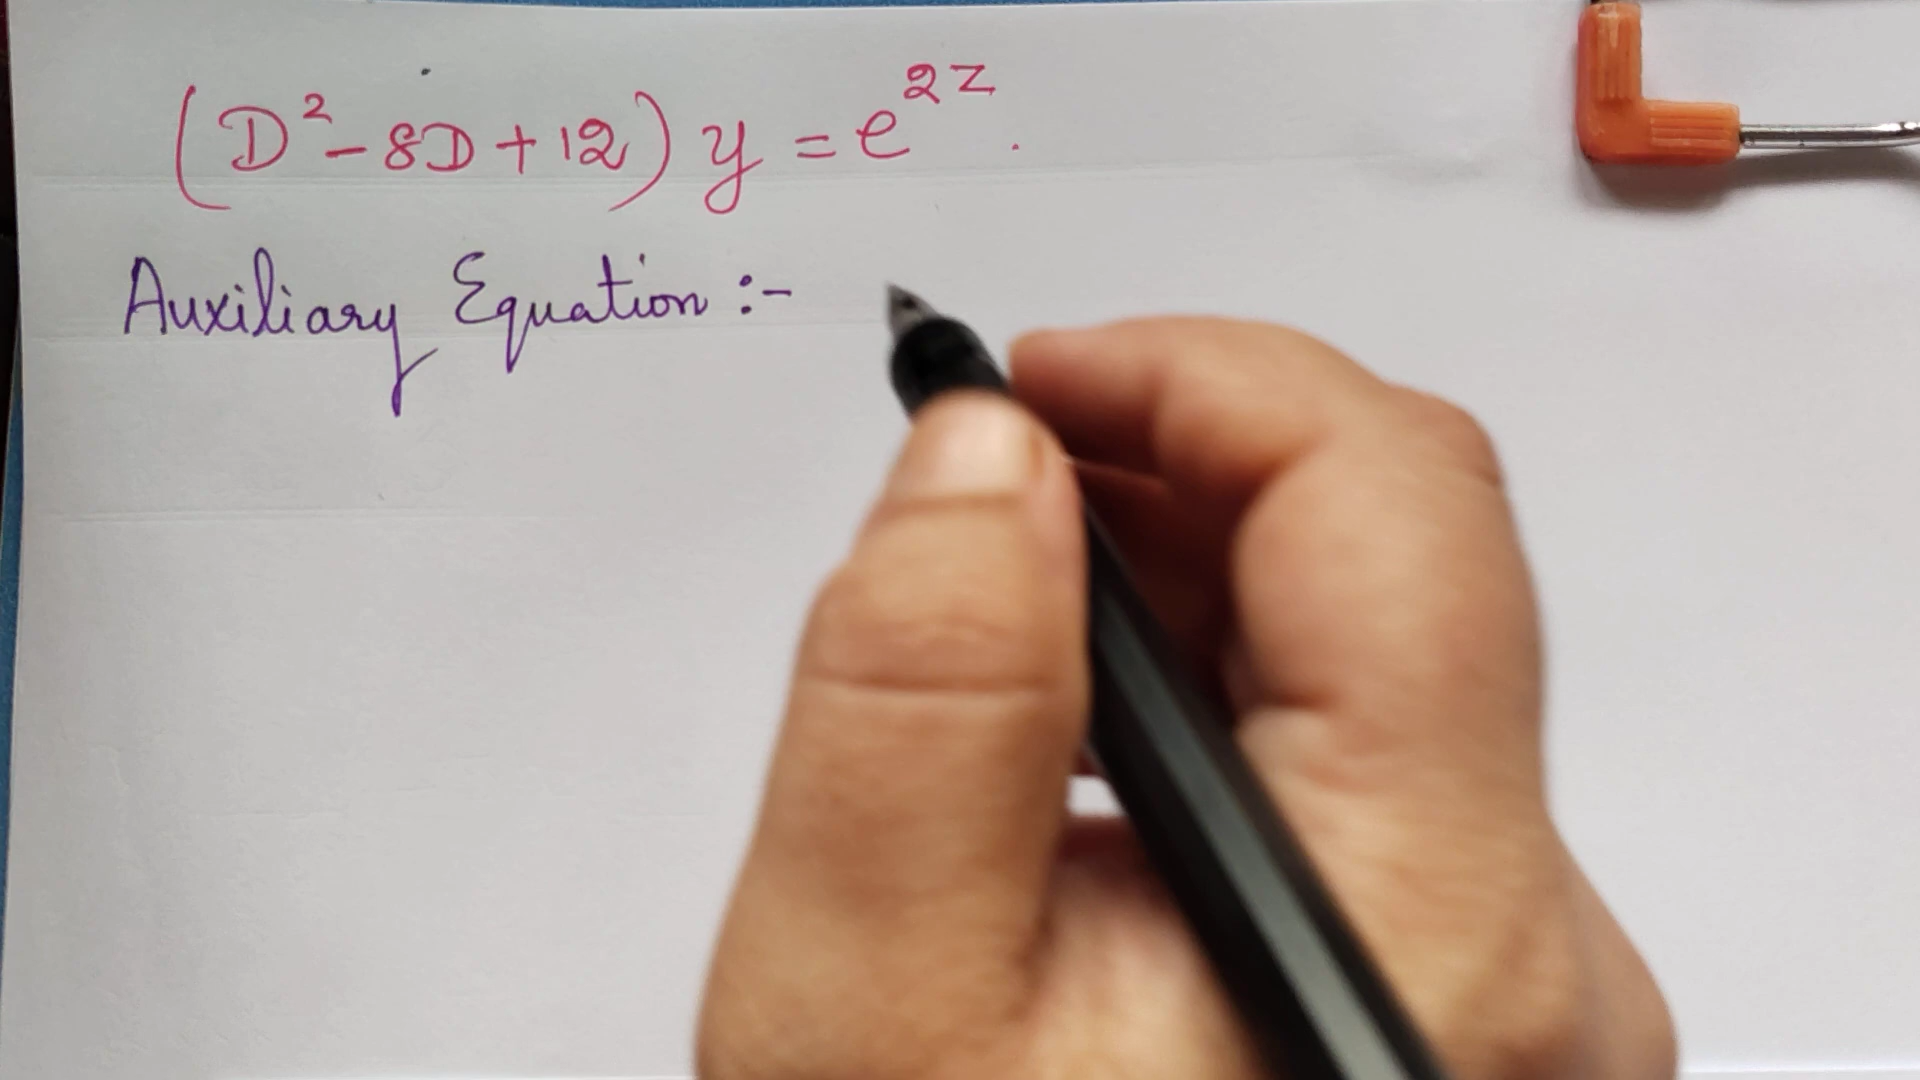 (D²-8D+12) y = e^{2z}.
Auxiliary Equation :-